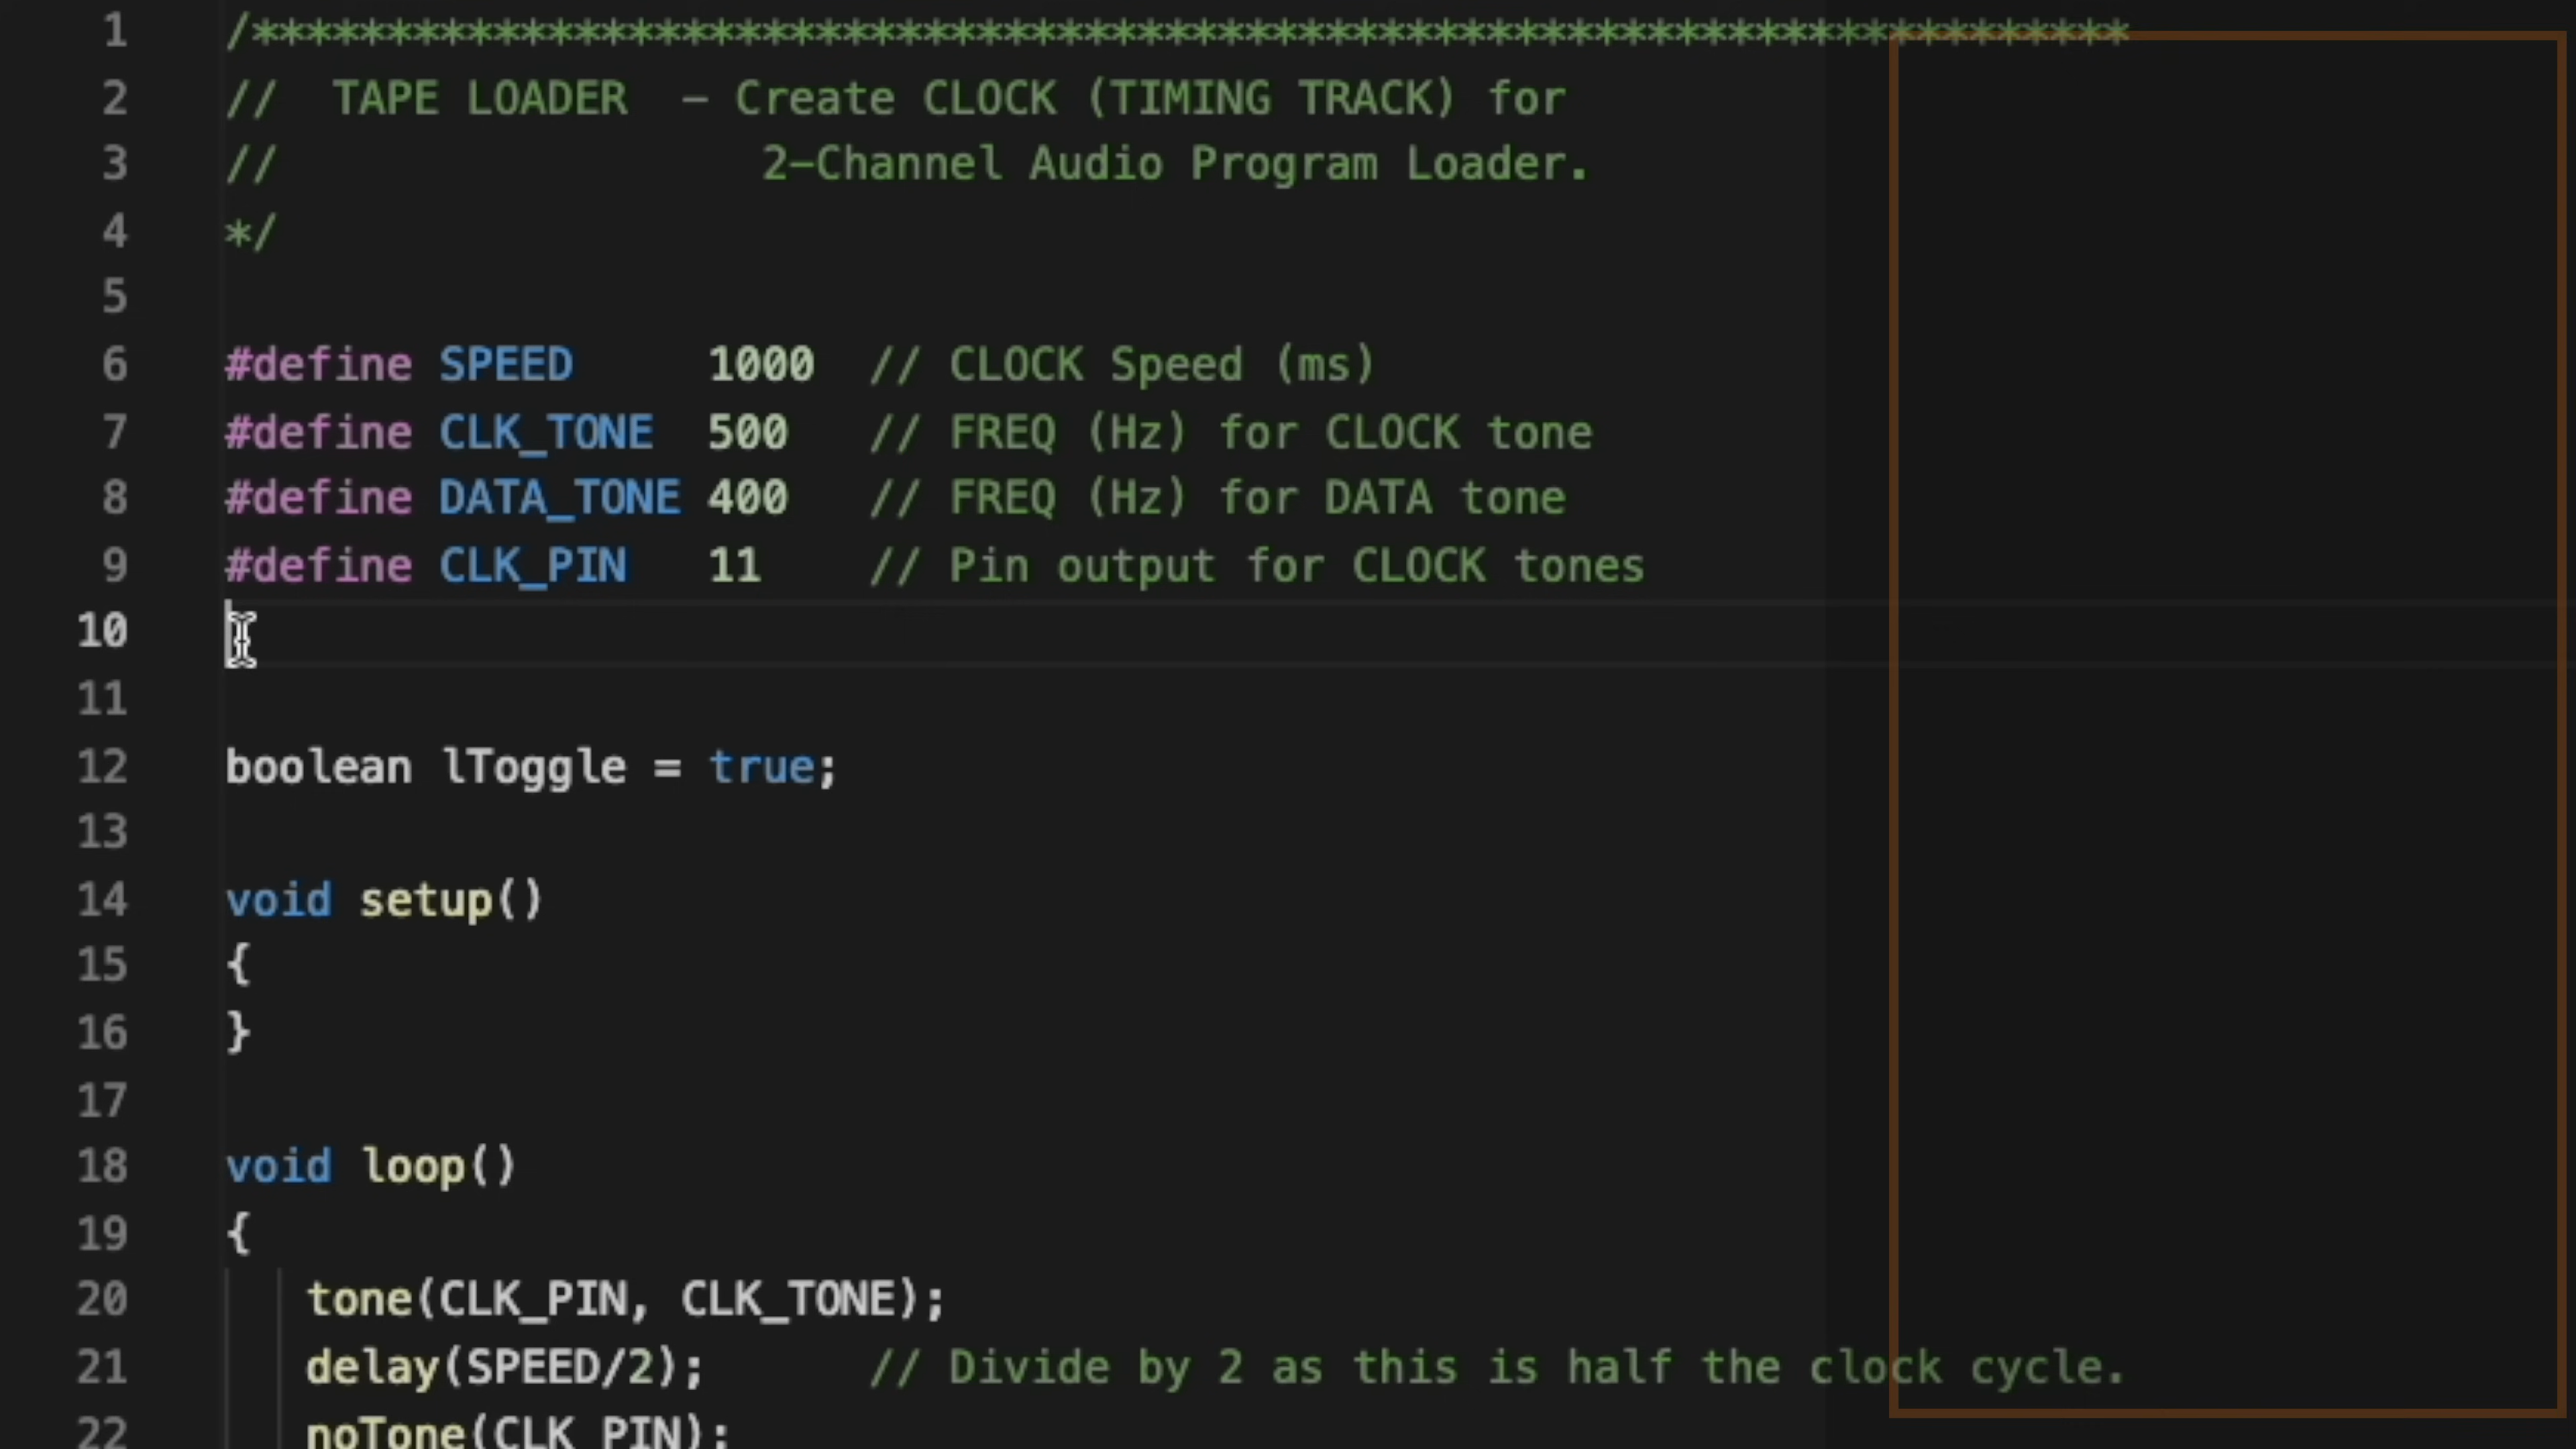 1 /**********************************************************************
2 //  TAPE LOADER  – Create CLOCK (TIMING TRACK) for
3 //                  2–Channel Audio Program Loader.
4 */
5
6 #define SPEED     1000  // CLOCK Speed (ms)
7 #define CLK_TONE  500   // FREQ (Hz) for CLOCK tone
8 #define DATA_TONE 400   // FREQ (Hz) for DATA tone
9 #define CLK_PIN   11    // Pin output for CLOCK tones
10
11
12 boolean lToggle = true;
13
14 void setup()
15 {
16 }
17
18 void loop()
19 {
20    tone(CLK_PIN, CLK_TONE);
21    delay(SPEED/2);      // Divide by 2 as this is half the clock cycle.
22    noTone(CLK_PIN);